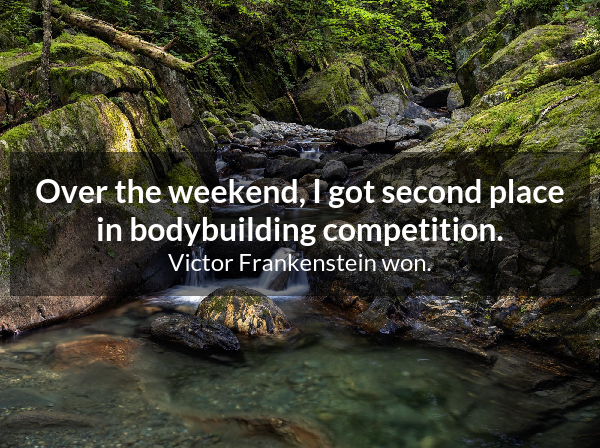 Over the weekend, I got second place
in bodybuilding competition.
Victor Frankenstein won.